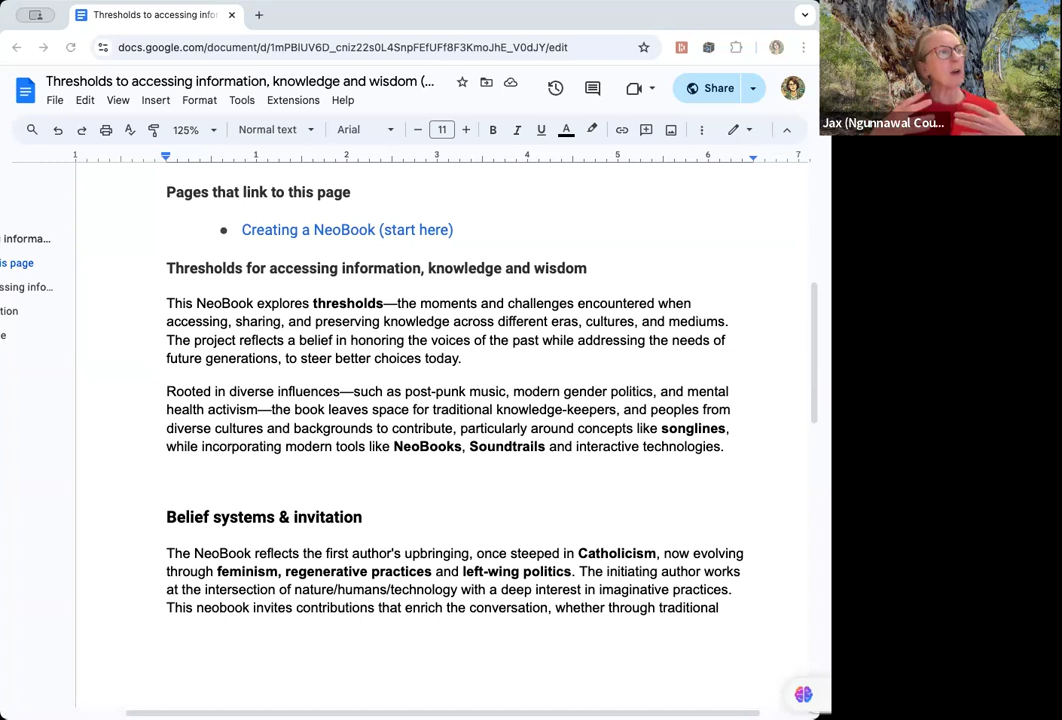 Thresholds to accessing infor
docs.google.com/document/d/1mPBlUV6D_cniz22s0L4SnpFEfUFf8F3KmoJhE_V0dJY/edit
Thresholds to accessing information, knowledge and wisdom (...
File Edit View Insert Format Tools Extensions Help
Share
125% Normal text Arial 11 B I U A
1 1 2 3 4 5 6 7
Jax (Ngunnawal Cou...
g informa...
is page
ssing info...
tion
e
Pages that link to this page
Creating a NeoBook (start here)
Thresholds for accessing information, knowledge and wisdom
This NeoBook explores thresholds—the moments and challenges encountered when
accessing, sharing, and preserving knowledge across different eras, cultures, and mediums.
The project reflects a belief in honoring the voices of the past while addressing the needs of
future generations, to steer better choices today.
Rooted in diverse influences—such as post-punk music, modern gender politics, and mental
health activism—the book leaves space for traditional knowledge-keepers, and peoples from
diverse cultures and backgrounds to contribute, particularly around concepts like songlines,
while incorporating modern tools like NeoBooks, Soundtrails and interactive technologies.
Belief systems & invitation
The NeoBook reflects the first author's upbringing, once steeped in Catholicism, now evolving
through feminism, regenerative practices and left-wing politics. The initiating author works
at the intersection of nature/humans/technology with a deep interest in imaginative practices.
This neobook invites contributions that enrich the conversation, whether through traditional